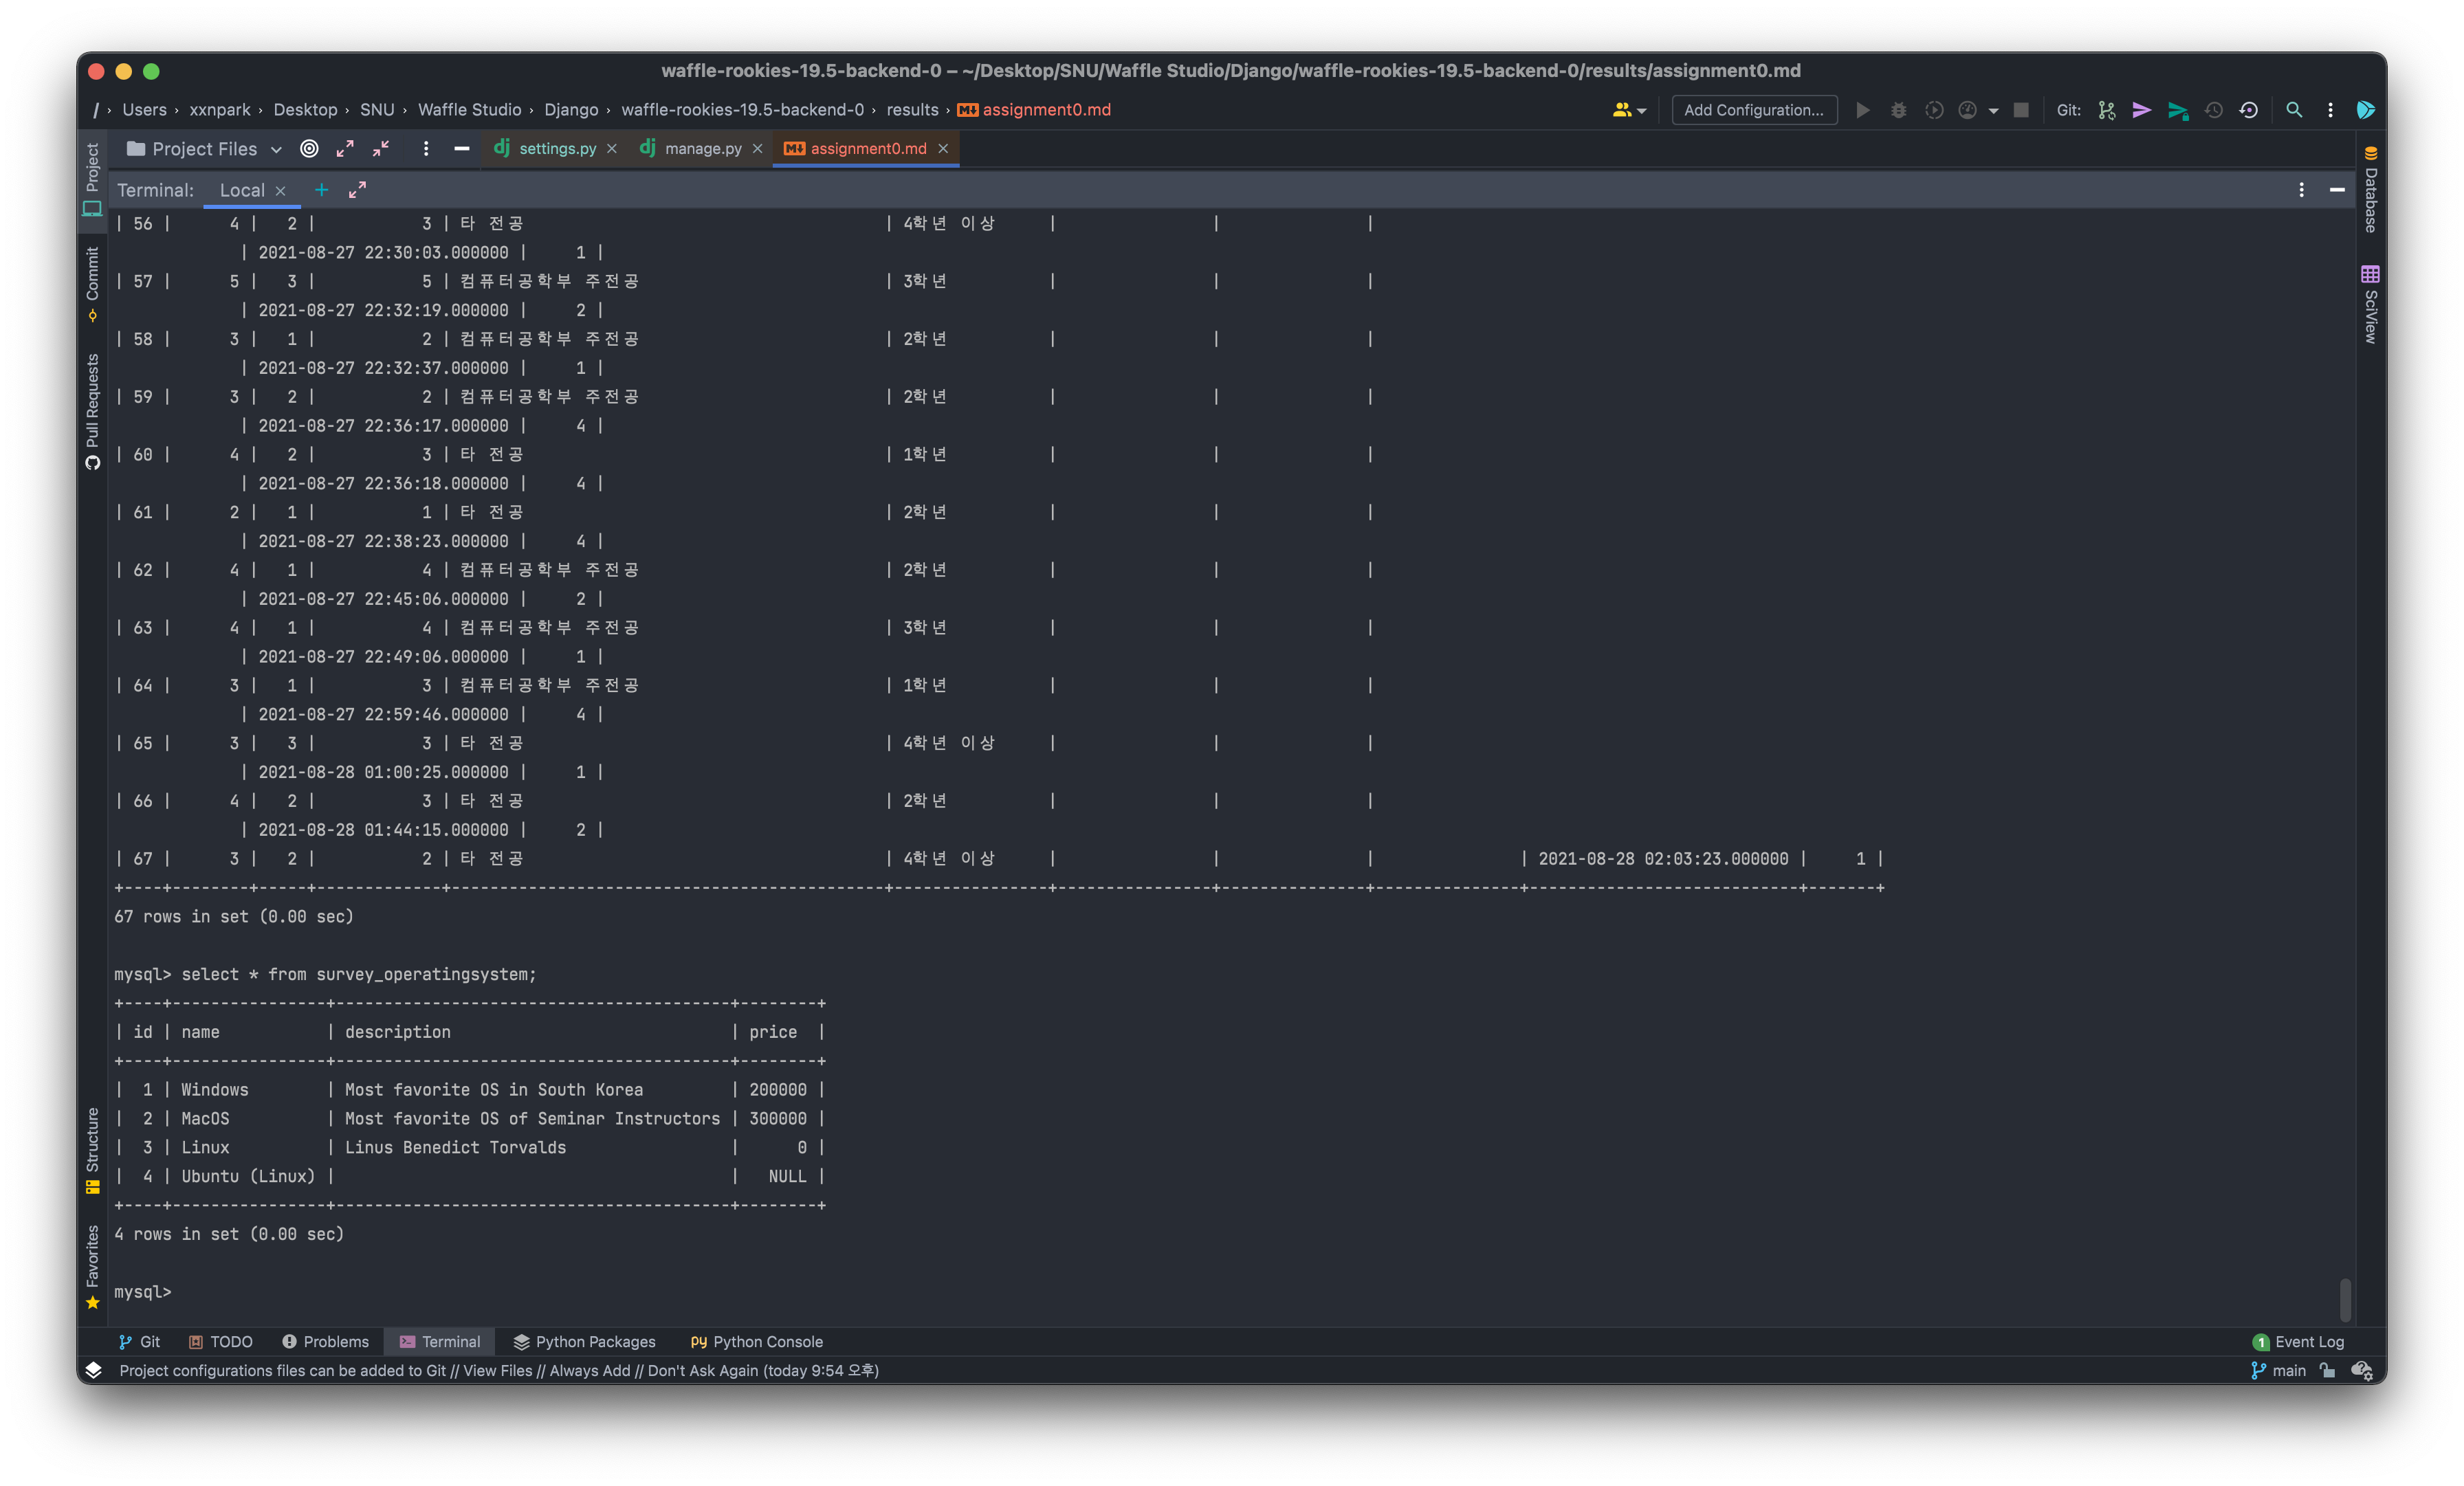 waffle-rookies-19.5-backend-0 – ~/Desktop/SNU/Waffle Studio/Django/waffle-rookies-19.5-backend-0/results/assignment0.md
/ › Users › xxnpark › Desktop › SNU › Waffle Studio › Django › waffle-rookies-19.5-backend-0 › results › assignment0.md Add Configuration... Git:
Project Files settings.py manage.py assignment0.md
Terminal: Local
| 56 | 4 | 2 | 3 | 타 전공 | 4학년 이상 | | |
| 2021-08-27 22:30:03.000000 | 1 |
| 57 | 5 | 3 | 5 | 컴퓨터공학부 주전공 | 3학년 | | |
| 2021-08-27 22:32:19.000000 | 2 |
| 58 | 3 | 1 | 2 | 컴퓨터공학부 주전공 | 2학년 | | |
| 2021-08-27 22:32:37.000000 | 1 |
| 59 | 3 | 2 | 2 | 컴퓨터공학부 주전공 | 2학년 | | |
| 2021-08-27 22:36:17.000000 | 4 |
| 60 | 4 | 2 | 3 | 타 전공 | 1학년 | | |
| 2021-08-27 22:36:18.000000 | 4 |
| 61 | 2 | 1 | 1 | 타 전공 | 2학년 | | |
| 2021-08-27 22:38:23.000000 | 4 |
| 62 | 4 | 1 | 4 | 컴퓨터공학부 주전공 | 2학년 | | |
| 2021-08-27 22:45:06.000000 | 2 |
| 63 | 4 | 1 | 4 | 컴퓨터공학부 주전공 | 3학년 | | |
| 2021-08-27 22:49:06.000000 | 1 |
| 64 | 3 | 1 | 3 | 컴퓨터공학부 주전공 | 1학년 | | |
| 2021-08-27 22:59:46.000000 | 4 |
| 65 | 3 | 3 | 3 | 타 전공 | 4학년 이상 | | |
| 2021-08-28 01:00:25.000000 | 1 |
| 66 | 4 | 2 | 3 | 타 전공 | 2학년 | | |
| 2021-08-28 01:44:15.000000 | 2 |
| 67 | 3 | 2 | 2 | 타 전공 | 4학년 이상 | | | | 2021-08-28 02:03:23.000000 | 1 |
+----+--------+-----+-------------+---------------------------------------------+----------------+----------------+---------------+---------------+----------------------------+-------+
67 rows in set (0.00 sec)
mysql> select * from survey_operatingsystem;
+----+----------------+-----------------------------------------+--------+
| id | name | description | price |
+----+----------------+-----------------------------------------+--------+
| 1 | Windows | Most favorite OS in South Korea | 200000 |
| 2 | MacOS | Most favorite OS of Seminar Instructors | 300000 |
| 3 | Linux | Linus Benedict Torvalds | 0 |
| 4 | Ubuntu (Linux) | | NULL |
+----+----------------+-----------------------------------------+--------+
4 rows in set (0.00 sec)
mysql>
Project
Commit
Pull Requests
Structure
Favorites
Database
SciView
Git TODO Problems Terminal Python Packages Python Console 1 Event Log
Project configurations files can be added to Git // View Files // Always Add // Don't Ask Again (today 9:54 오후) main